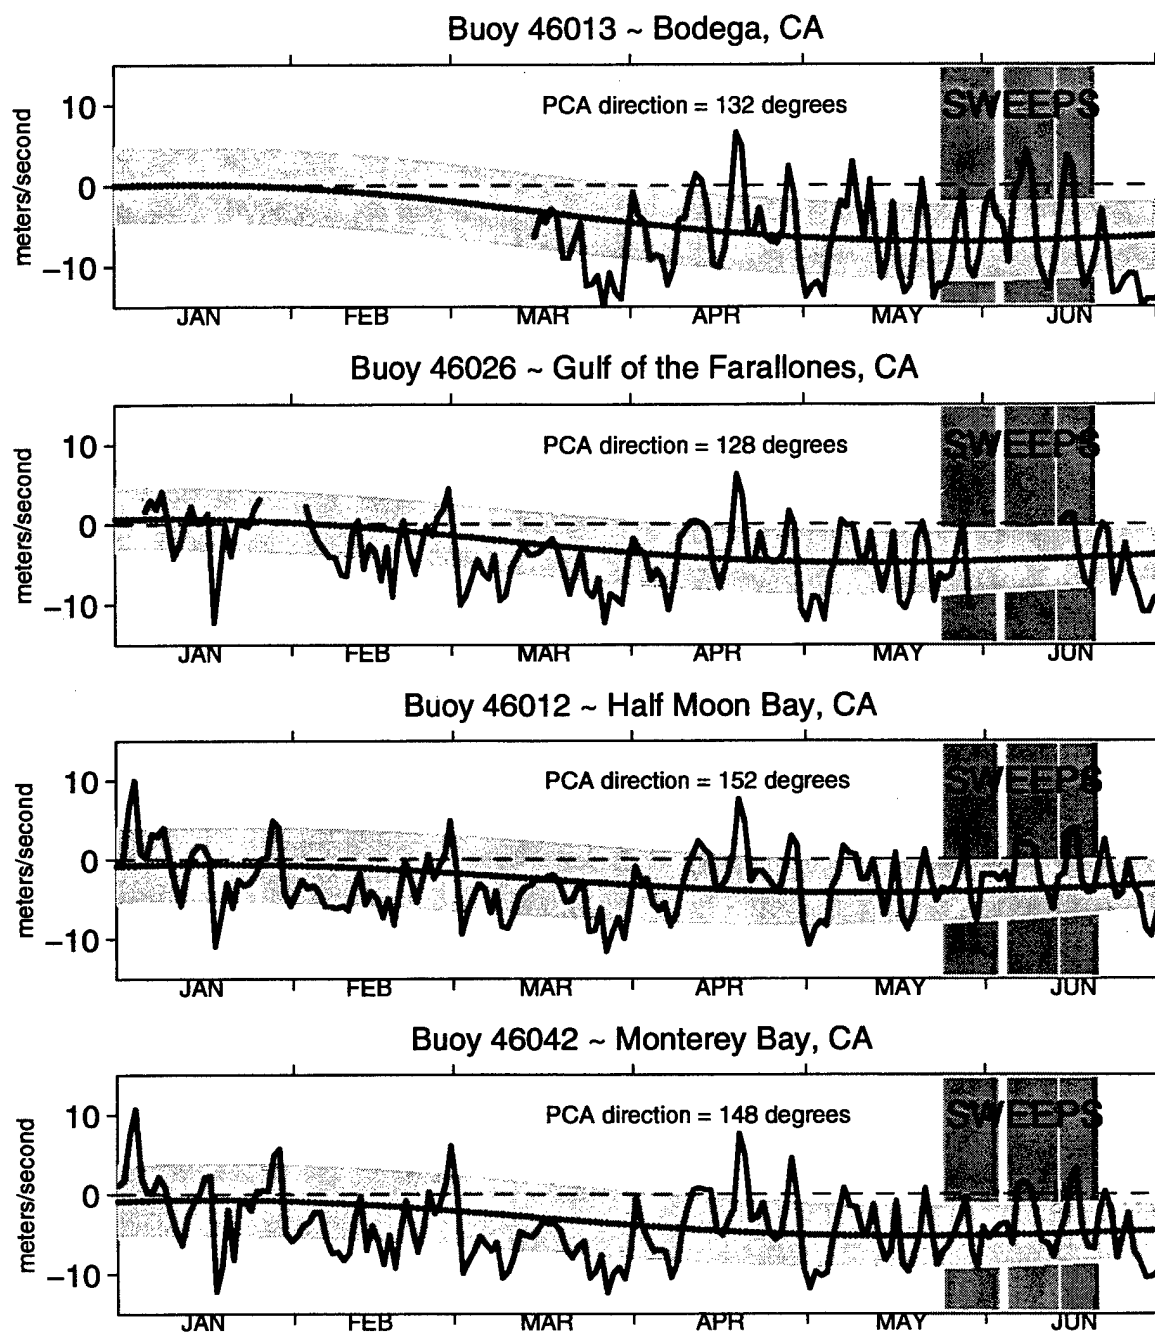 Buoy 46013 ~ Bodega, CA
PCA direction = 132 degrees
SWEEPS
meters/second
10
0
−10
JAN FEB MAR APR MAY JUN
Buoy 46026 ~ Gulf of the Farallones, CA
PCA direction = 128 degrees
SWEEPS
meters/second
10
0
−10
JAN FEB MAR APR MAY JUN
Buoy 46012 ~ Half Moon Bay, CA
PCA direction = 152 degrees
SWEEPS
meters/second
10
0
−10
JAN FEB MAR APR MAY JUN
Buoy 46042 ~ Monterey Bay, CA
PCA direction = 148 degrees
SWEEPS
meters/second
10
0
−10
JAN FEB MAR APR MAY JUN